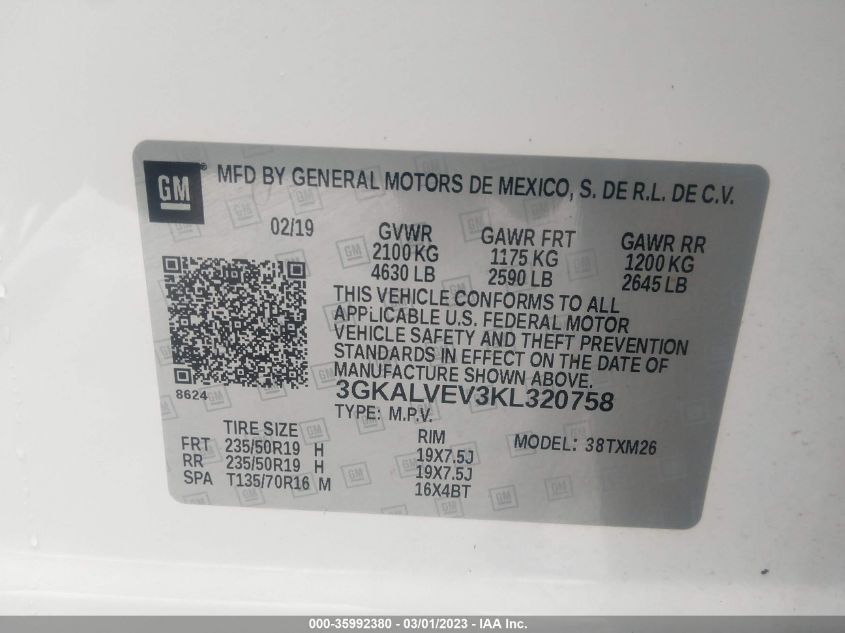 GM® MFD BY GENERAL MOTORS DE MEXICO, S. DE R.L. DE C.V.
02/19 GVWR GAWR FRT GAWR RR
2100 KG 1175 KG 1200 KG
4630 LB 2590 LB 2645 LB
THIS VEHICLE CONFORMS TO ALL
APPLICABLE U.S. FEDERAL MOTOR
VEHICLE SAFETY AND THEFT PREVENTION
STANDARDS IN EFFECT ON THE DATE OF
MANUFACTURE SHOWN ABOVE.
8624 3GKALVEV3KL320758
TYPE: M.P.V.
TIRE SIZE RIM MODEL: 38TXM26
FRT 235/50R19 H 19X7.5J
RR 235/50R19 H 19X7.5J
SPA T135/70R16 M 16X4BT
000-35992380 - 03/01/2023 - IAA Inc.